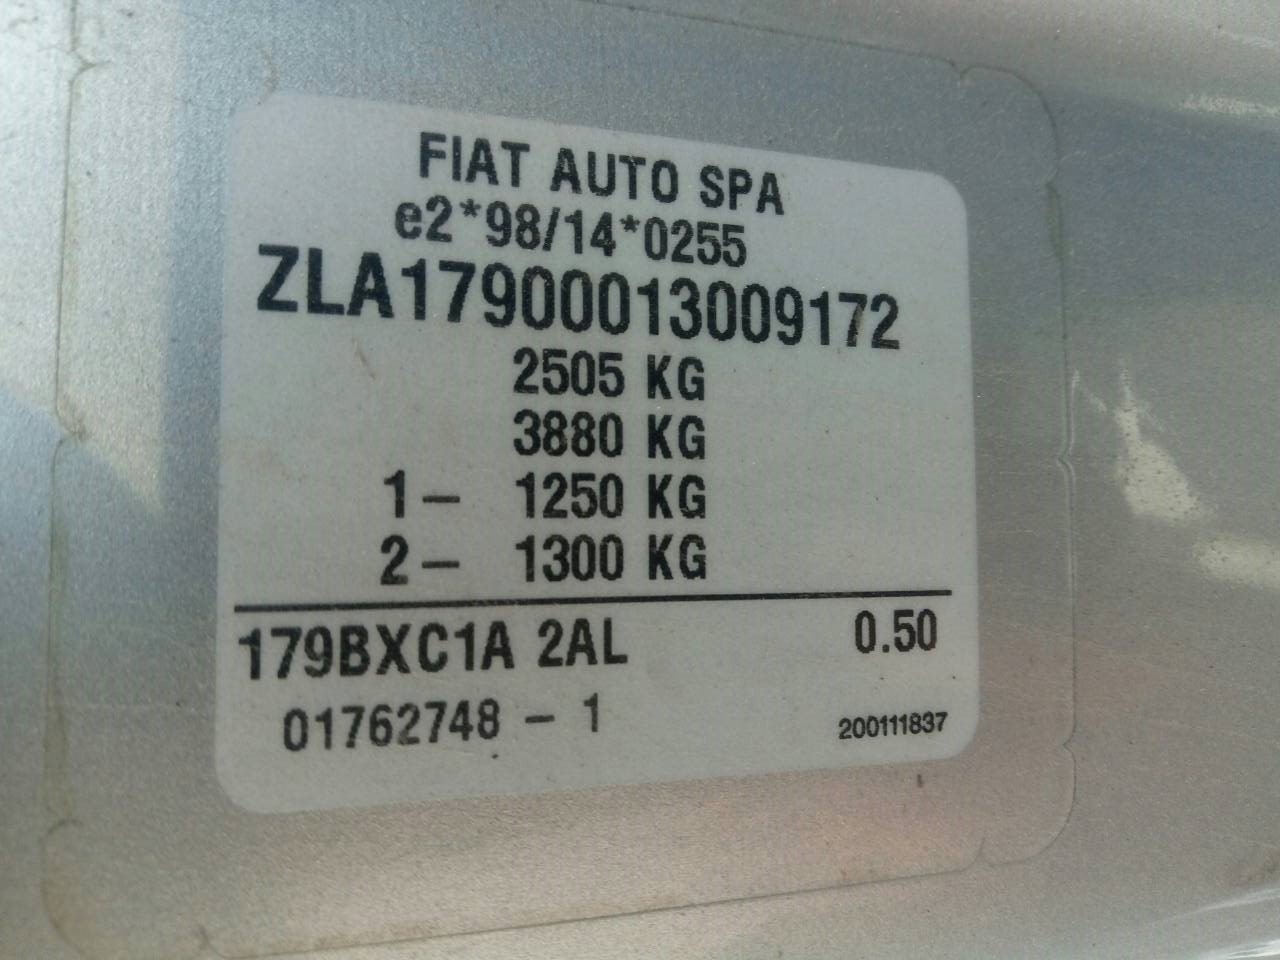 FIAT AUTO SPA
e2*98/14*0255
ZLA17900013009172
2505 KG
3880 KG
1- 1250 KG
2- 1300 KG
179BXC1A 2AL 0.50
01762748 - 1 200111837